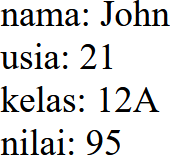 nama: John
usia: 21
kelas: 12A
nilai: 95